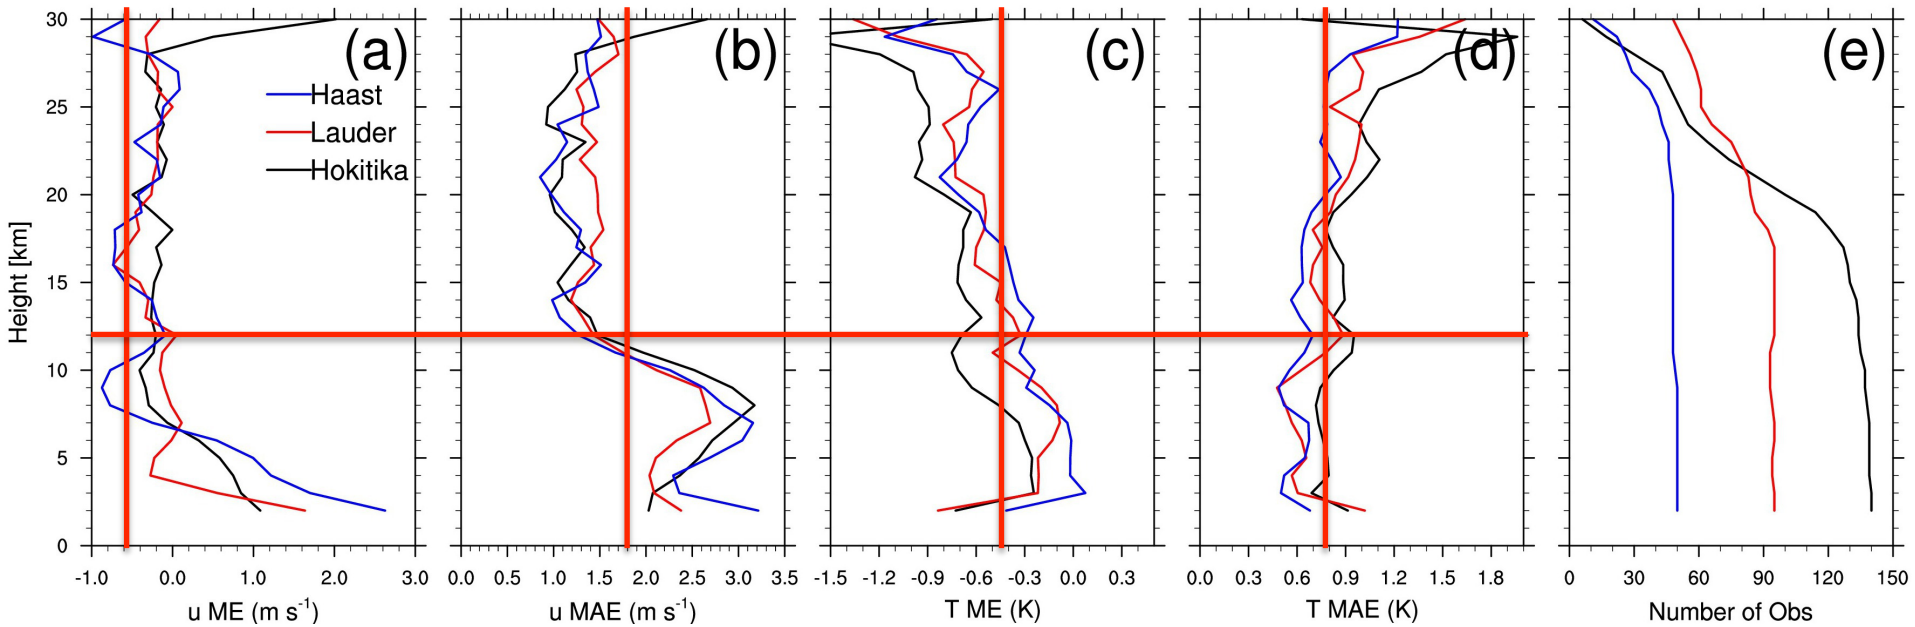 30
25
20
15
10
5
0
Height [km]
(a)
Haast
Lauder
Hokitika
-1.0 0.0 1.0 2.0 3.0
u ME (m s⁻¹)
(b)
0.0 0.5 1.0 1.5 2.0 2.5 3.0 3.5
u MAE (m s⁻¹)
(c)
-1.5 -1.2 -0.9 -0.6 -0.3 0.0 0.3
T ME (K)
(d)
0.0 0.3 0.6 0.9 1.2 1.5 1.8
T MAE (K)
(e)
0 30 60 90 120 150
Number of Obs